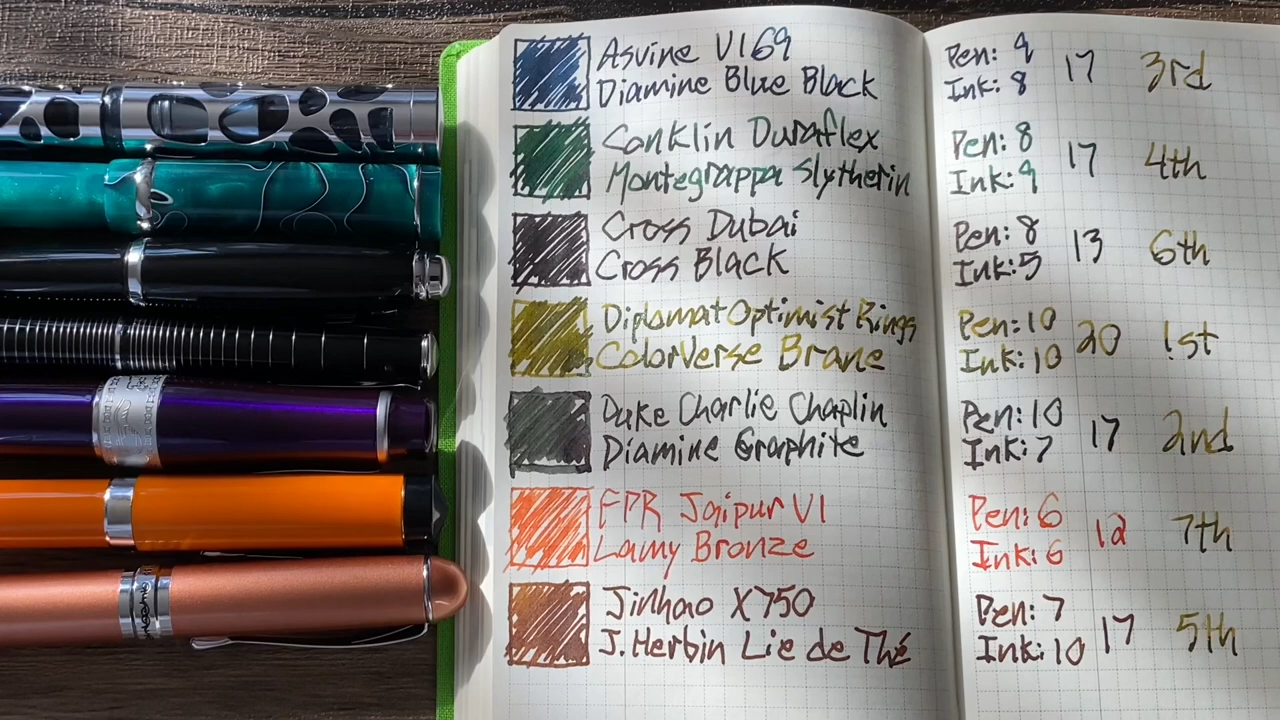 Asvine V169
Diamine Blue Black
Pen: 9
Ink: 8
17
3rd
Conklin Duraflex
Montegrappa Slytherin
Pen: 8
Ink: 9
17
4th
Cross Dubai
Cross Black
Pen: 8
Ink: 5
13
6th
Diplomat Optimist Rings
ColorVerse Brane
Pen: 10
Ink: 10
20
1st
Duke Charlie Chaplin
Diamine Graphite
Pen: 10
Ink: 7
17
2nd
FPR Jaipur V1
Lamy Bronze
Pen: 6
Ink: 6
12
7th
Jinhao X750
J. Herbin Lie de Thé
Pen: 7
Ink: 10
17
5th